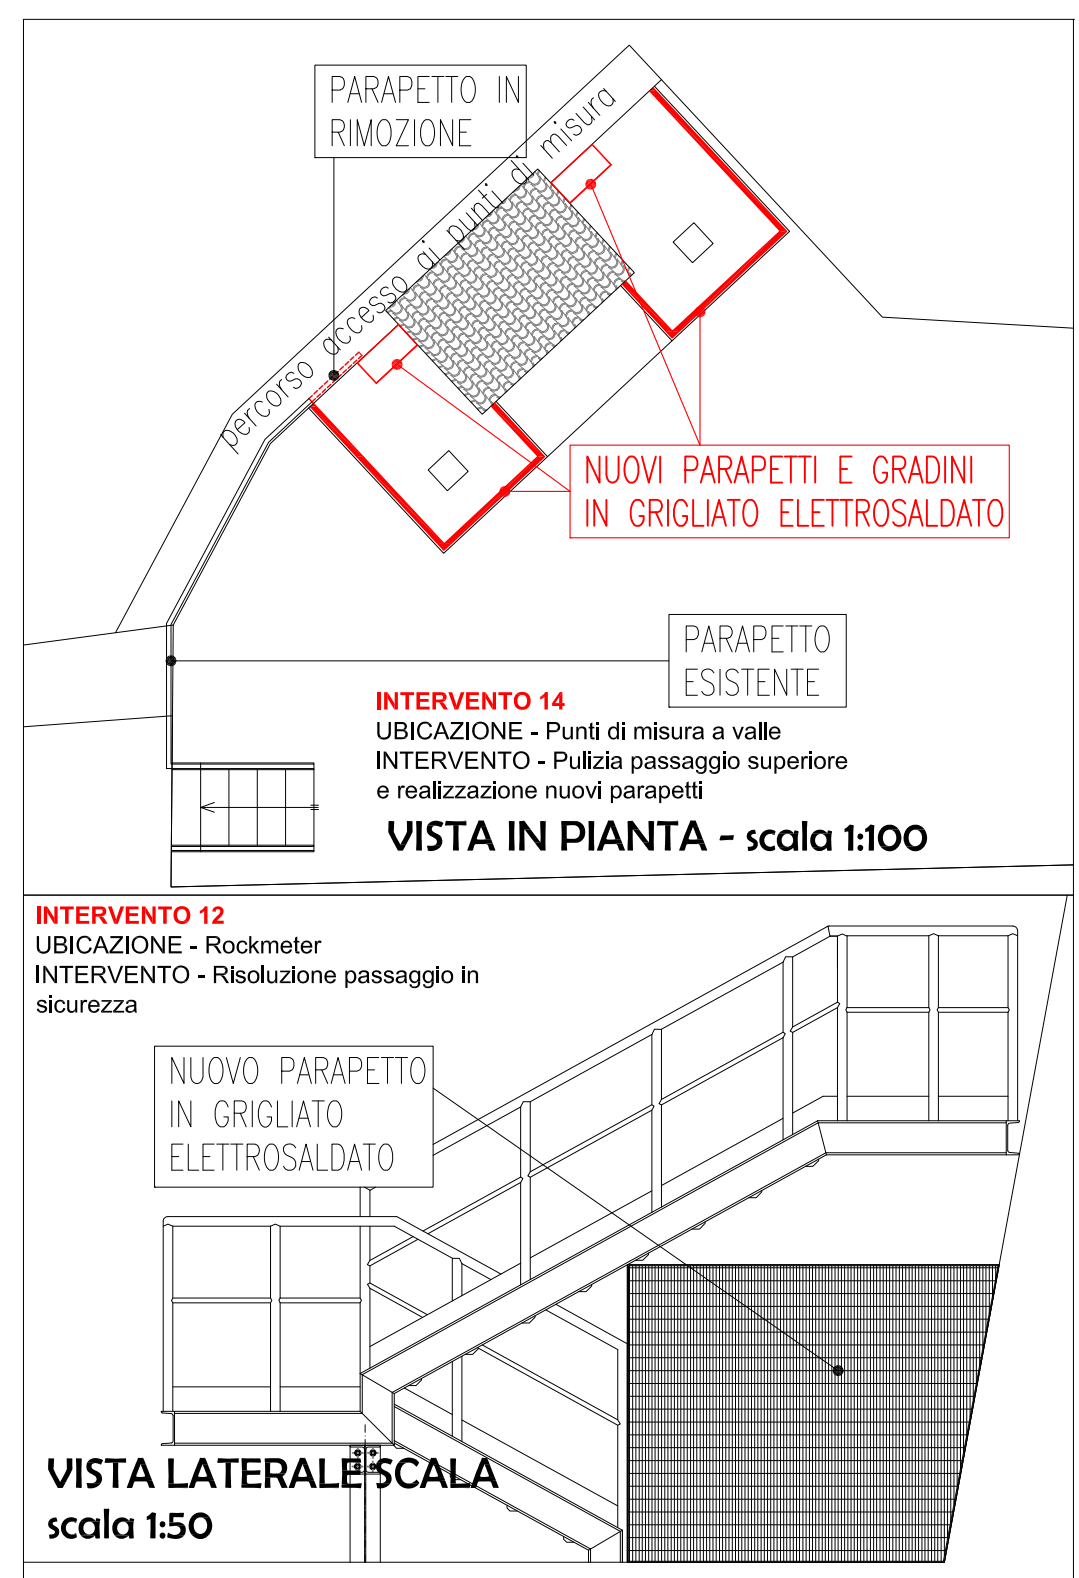 PARAPETTO IN
RIMOZIONE
percorso accesso ai punti di misura
NUOVI PARAPETTI E GRADINI
IN GRIGLIATO ELETTROSALDATO
PARAPETTO
ESISTENTE
INTERVENTO 14
UBICAZIONE - Punti di misura a valle
INTERVENTO - Pulizia passaggio superiore
e realizzazione nuovi parapetti
VISTA IN PIANTA - scala 1:100
INTERVENTO 12
UBICAZIONE - Rockmeter
INTERVENTO - Risoluzione passaggio in
sicurezza
NUOVO PARAPETTO
IN GRIGLIATO
ELETTROSALDATO
VISTA LATERALE SCALA
scala 1:50